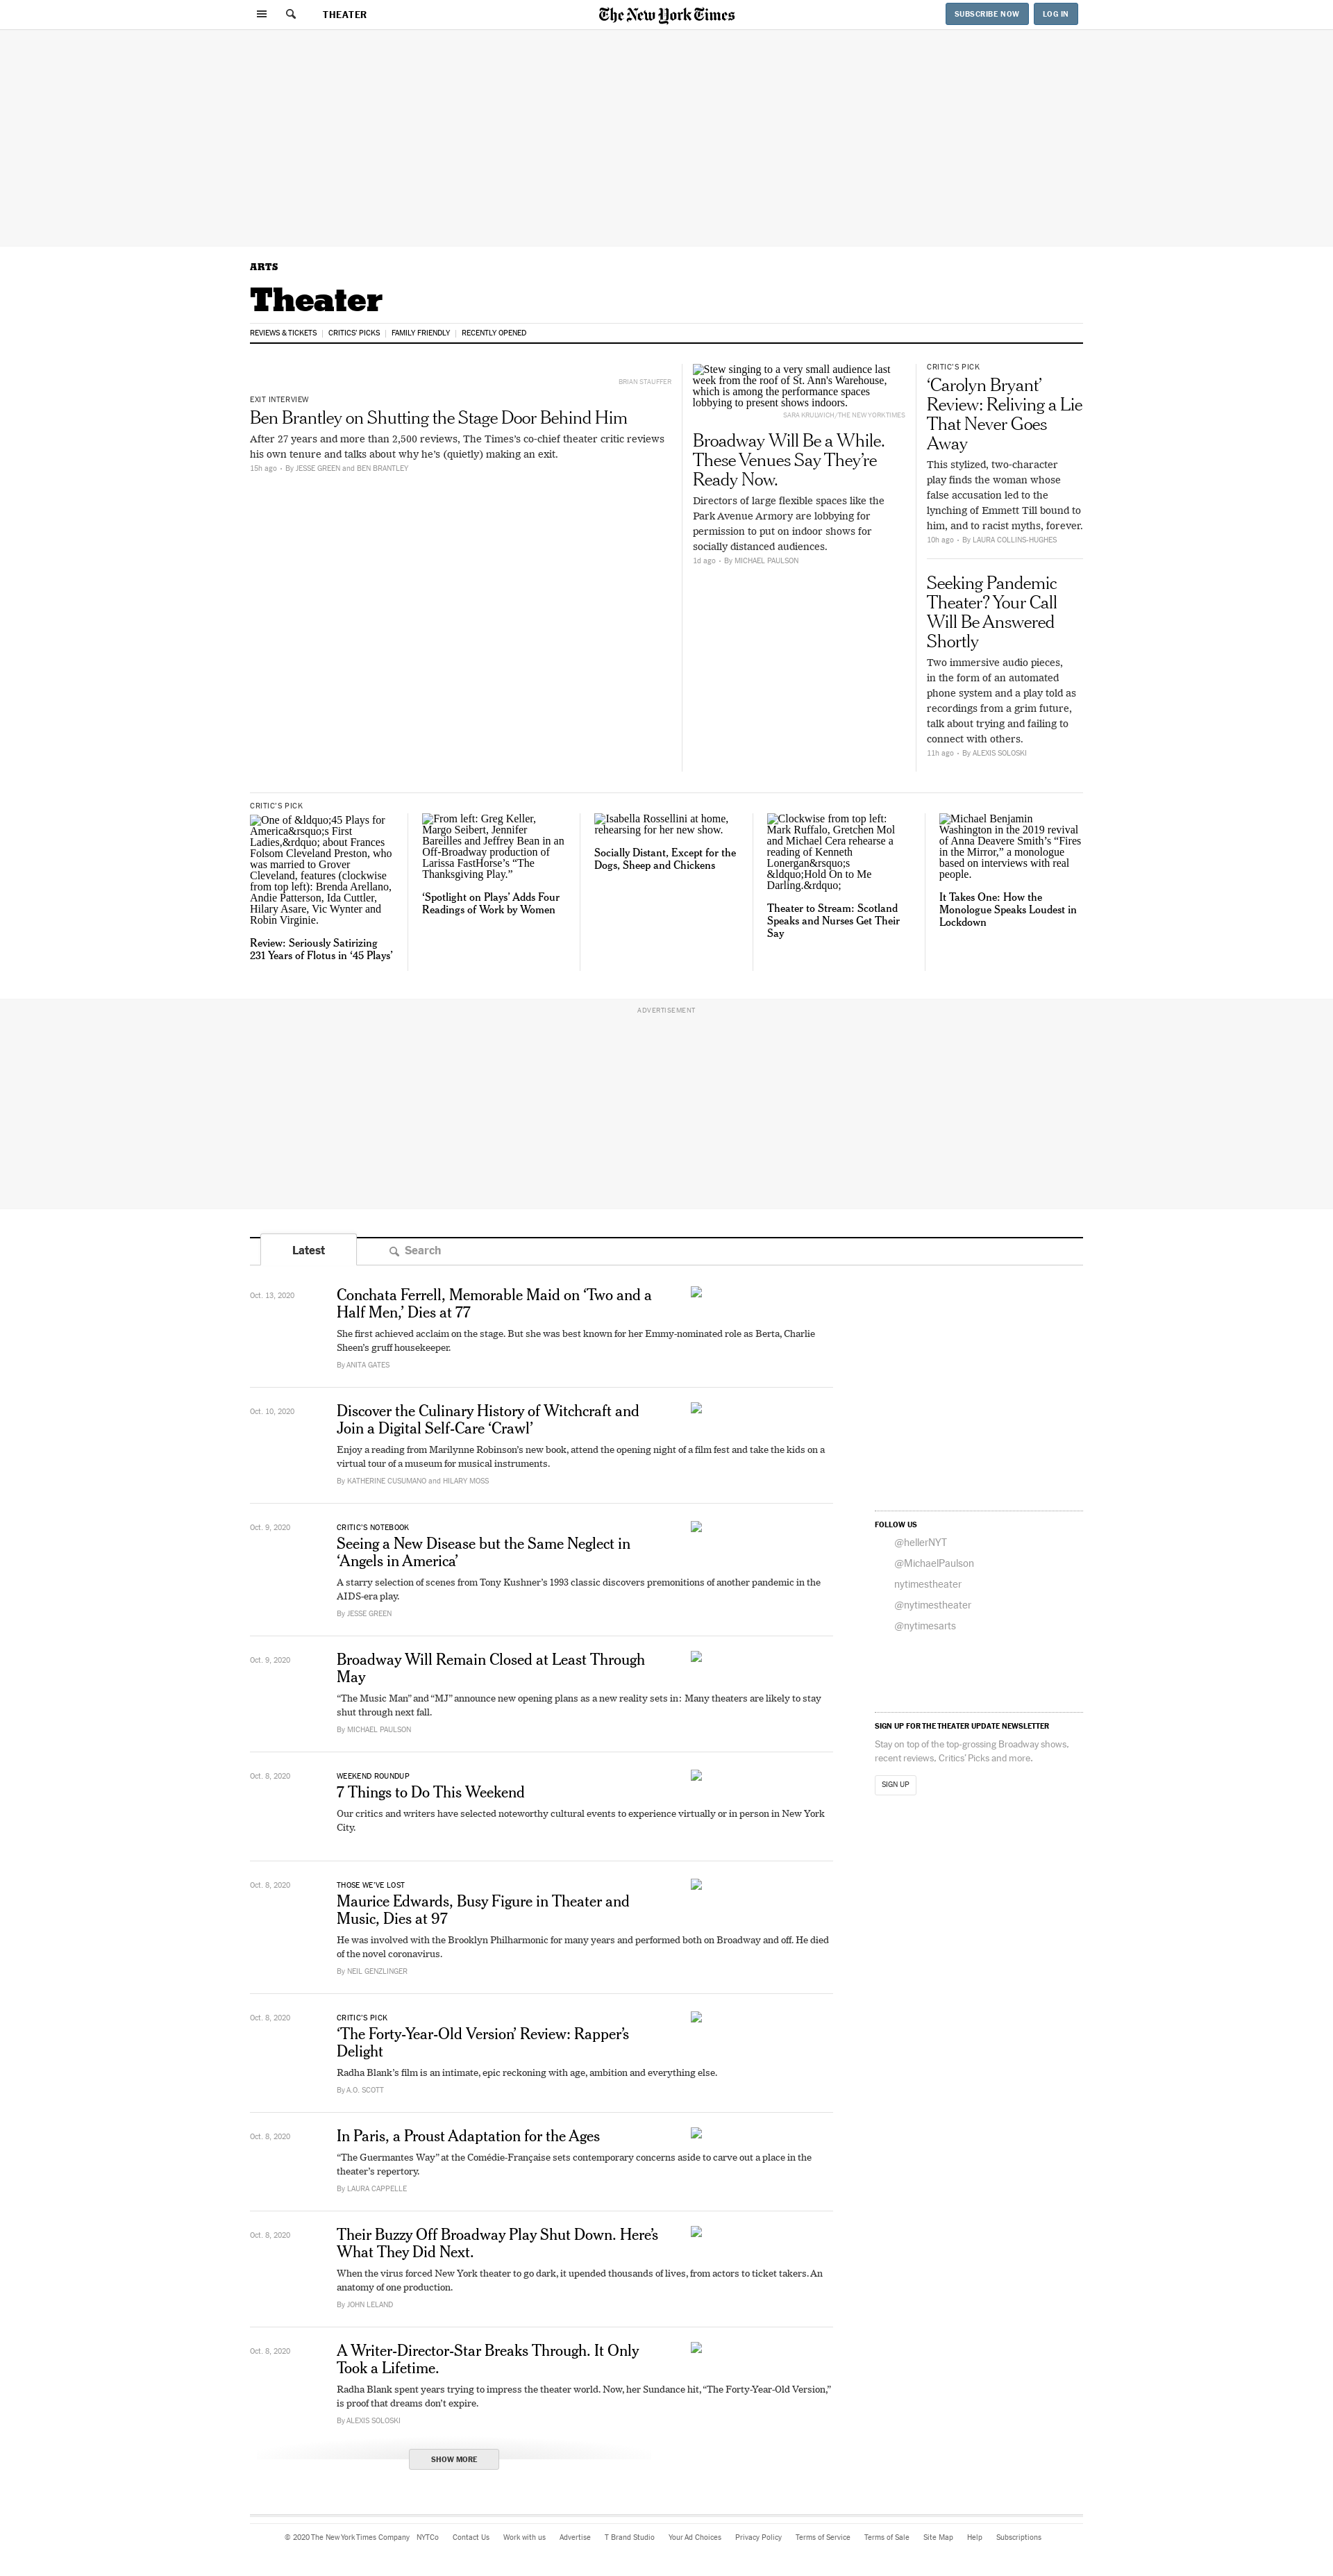 THEATER
The New York Times
SUBSCRIBE NOW
LOG IN
ARTS
Theater
REVIEWS & TICKETS
CRITICS' PICKS
FAMILY FRIENDLY
RECENTLY OPENED
BRIAN STAUFFER
EXIT INTERVIEW
Ben Brantley on Shutting the Stage Door Behind Him
After 27 years and more than 2,500 reviews, The Times’s co-chief theater critic reviews
his own tenure and talks about why he’s (quietly) making an exit.
15h ago - By JESSE GREEN and BEN BRANTLEY
Stew singing to a very small audience last
week from the roof of St. Ann's Warehouse,
which is among the performance spaces
lobbying to present shows indoors.
SARA KRULWICH/THE NEW YORK TIMES
Broadway Will Be a While.
These Venues Say They’re
Ready Now.
Directors of large flexible spaces like the
Park Avenue Armory are lobbying for
permission to put on indoor shows for
socially distanced audiences.
1d ago - By MICHAEL PAULSON
CRITIC’S PICK
‘Carolyn Bryant’
Review: Reliving a Lie
That Never Goes
Away
This stylized, two-character
play finds the woman whose
false accusation led to the
lynching of Emmett Till bound to
him, and to racist myths, forever.
10h ago - By LAURA COLLINS-HUGHES
Seeking Pandemic
Theater? Your Call
Will Be Answered
Shortly
Two immersive audio pieces,
in the form of an automated
phone system and a play told as
recordings from a grim future,
talk about trying and failing to
connect with others.
11h ago - By ALEXIS SOLOSKI
CRITIC’S PICK
One of &ldquo;45 Plays for
America&rsquo;s First
Ladies,&rdquo; about Frances
Folsom Cleveland Preston, who
was married to Grover
Cleveland, features (clockwise
from top left): Brenda Arellano,
Andie Patterson, Ida Cuttler,
Hilary Asare, Vic Wynter and
Robin Virginie.
Review: Seriously Satirizing
231 Years of Flotus in ‘45 Plays’
From left: Greg Keller,
Margo Seibert, Jennifer
Bareilles and Jeffrey Bean in an
Off-Broadway production of
Larissa FastHorse’s “The
Thanksgiving Play.”
‘Spotlight on Plays’ Adds Four
Readings of Work by Women
Isabella Rossellini at home,
rehearsing for her new show.
Socially Distant, Except for the
Dogs, Sheep and Chickens
Clockwise from top left:
Mark Ruffalo, Gretchen Mol
and Michael Cera rehearse a
reading of Kenneth
Lonergan&rsquo;s
&ldquo;Hold On to Me
Darling.&rdquo;
Theater to Stream: Scotland
Speaks and Nurses Get Their
Say
Michael Benjamin
Washington in the 2019 revival
of Anna Deavere Smith’s “Fires
in the Mirror,” a monologue
based on interviews with real
people.
It Takes One: How the
Monologue Speaks Loudest in
Lockdown
ADVERTISEMENT
Latest
Search
Oct. 13, 2020
Conchata Ferrell, Memorable Maid on ‘Two and a
Half Men,’ Dies at 77
She first achieved acclaim on the stage. But she was best known for her Emmy-nominated role as Berta, Charlie
Sheen’s gruff housekeeper.
By ANITA GATES
Oct. 10, 2020
Discover the Culinary History of Witchcraft and
Join a Digital Self-Care ‘Crawl’
Enjoy a reading from Marilynne Robinson’s new book, attend the opening night of a film fest and take the kids on a
virtual tour of a museum for musical instruments.
By KATHERINE CUSUMANO and HILARY MOSS
Oct. 9, 2020
CRITIC’S NOTEBOOK
Seeing a New Disease but the Same Neglect in
‘Angels in America’
A starry selection of scenes from Tony Kushner’s 1993 classic discovers premonitions of another pandemic in the
AIDS-era play.
By JESSE GREEN
Oct. 9, 2020
Broadway Will Remain Closed at Least Through
May
“The Music Man” and “MJ” announce new opening plans as a new reality sets in: Many theaters are likely to stay
shut through next fall.
By MICHAEL PAULSON
Oct. 8, 2020
WEEKEND ROUNDUP
7 Things to Do This Weekend
Our critics and writers have selected noteworthy cultural events to experience virtually or in person in New York
City.
Oct. 8, 2020
THOSE WE’VE LOST
Maurice Edwards, Busy Figure in Theater and
Music, Dies at 97
He was involved with the Brooklyn Philharmonic for many years and performed both on Broadway and off. He died
of the novel coronavirus.
By NEIL GENZLINGER
Oct. 8, 2020
CRITIC’S PICK
‘The Forty-Year-Old Version’ Review: Rapper’s
Delight
Radha Blank’s film is an intimate, epic reckoning with age, ambition and everything else.
By A.O. SCOTT
Oct. 8, 2020
In Paris, a Proust Adaptation for the Ages
“The Guermantes Way” at the Comédie-Française sets contemporary concerns aside to carve out a place in the
theater’s repertory.
By LAURA CAPPELLE
Oct. 8, 2020
Their Buzzy Off Broadway Play Shut Down. Here’s
What They Did Next.
When the virus forced New York theater to go dark, it upended thousands of lives, from actors to ticket takers. An
anatomy of one production.
By JOHN LELAND
Oct. 8, 2020
A Writer-Director-Star Breaks Through. It Only
Took a Lifetime.
Radha Blank spent years trying to impress the theater world. Now, her Sundance hit, “The Forty-Year-Old Version,”
is proof that dreams don’t expire.
By ALEXIS SOLOSKI
SHOW MORE
FOLLOW US
@hellerNYT
@MichaelPaulson
nytimestheater
@nytimestheater
@nytimesarts
SIGN UP FOR THE THEATER UPDATE NEWSLETTER
Stay on top of the top-grossing Broadway shows,
recent reviews, Critics’ Picks and more.
SIGN UP
© 2020 The New York Times Company NYTCo Contact Us Work with us Advertise T Brand Studio Your Ad Choices Privacy Policy Terms of Service Terms of Sale Site Map Help Subscriptions